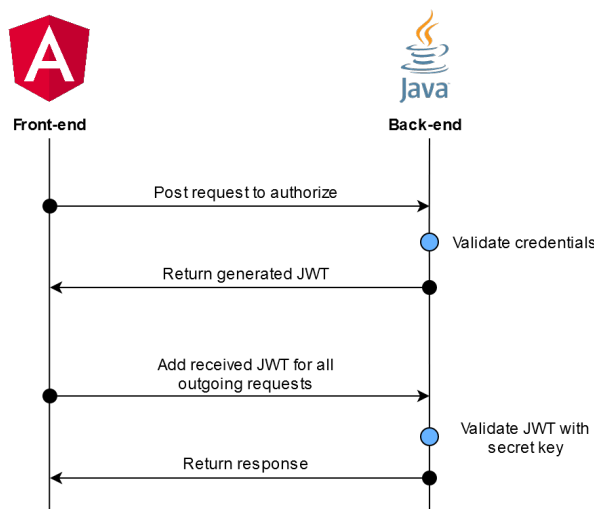 A
Java
Front-end
Back-end
Post request to authorize
Validate credentials
Return generated JWT
Add received JWT for all
outgoing requests
Validate JWT with
secret key
Return response